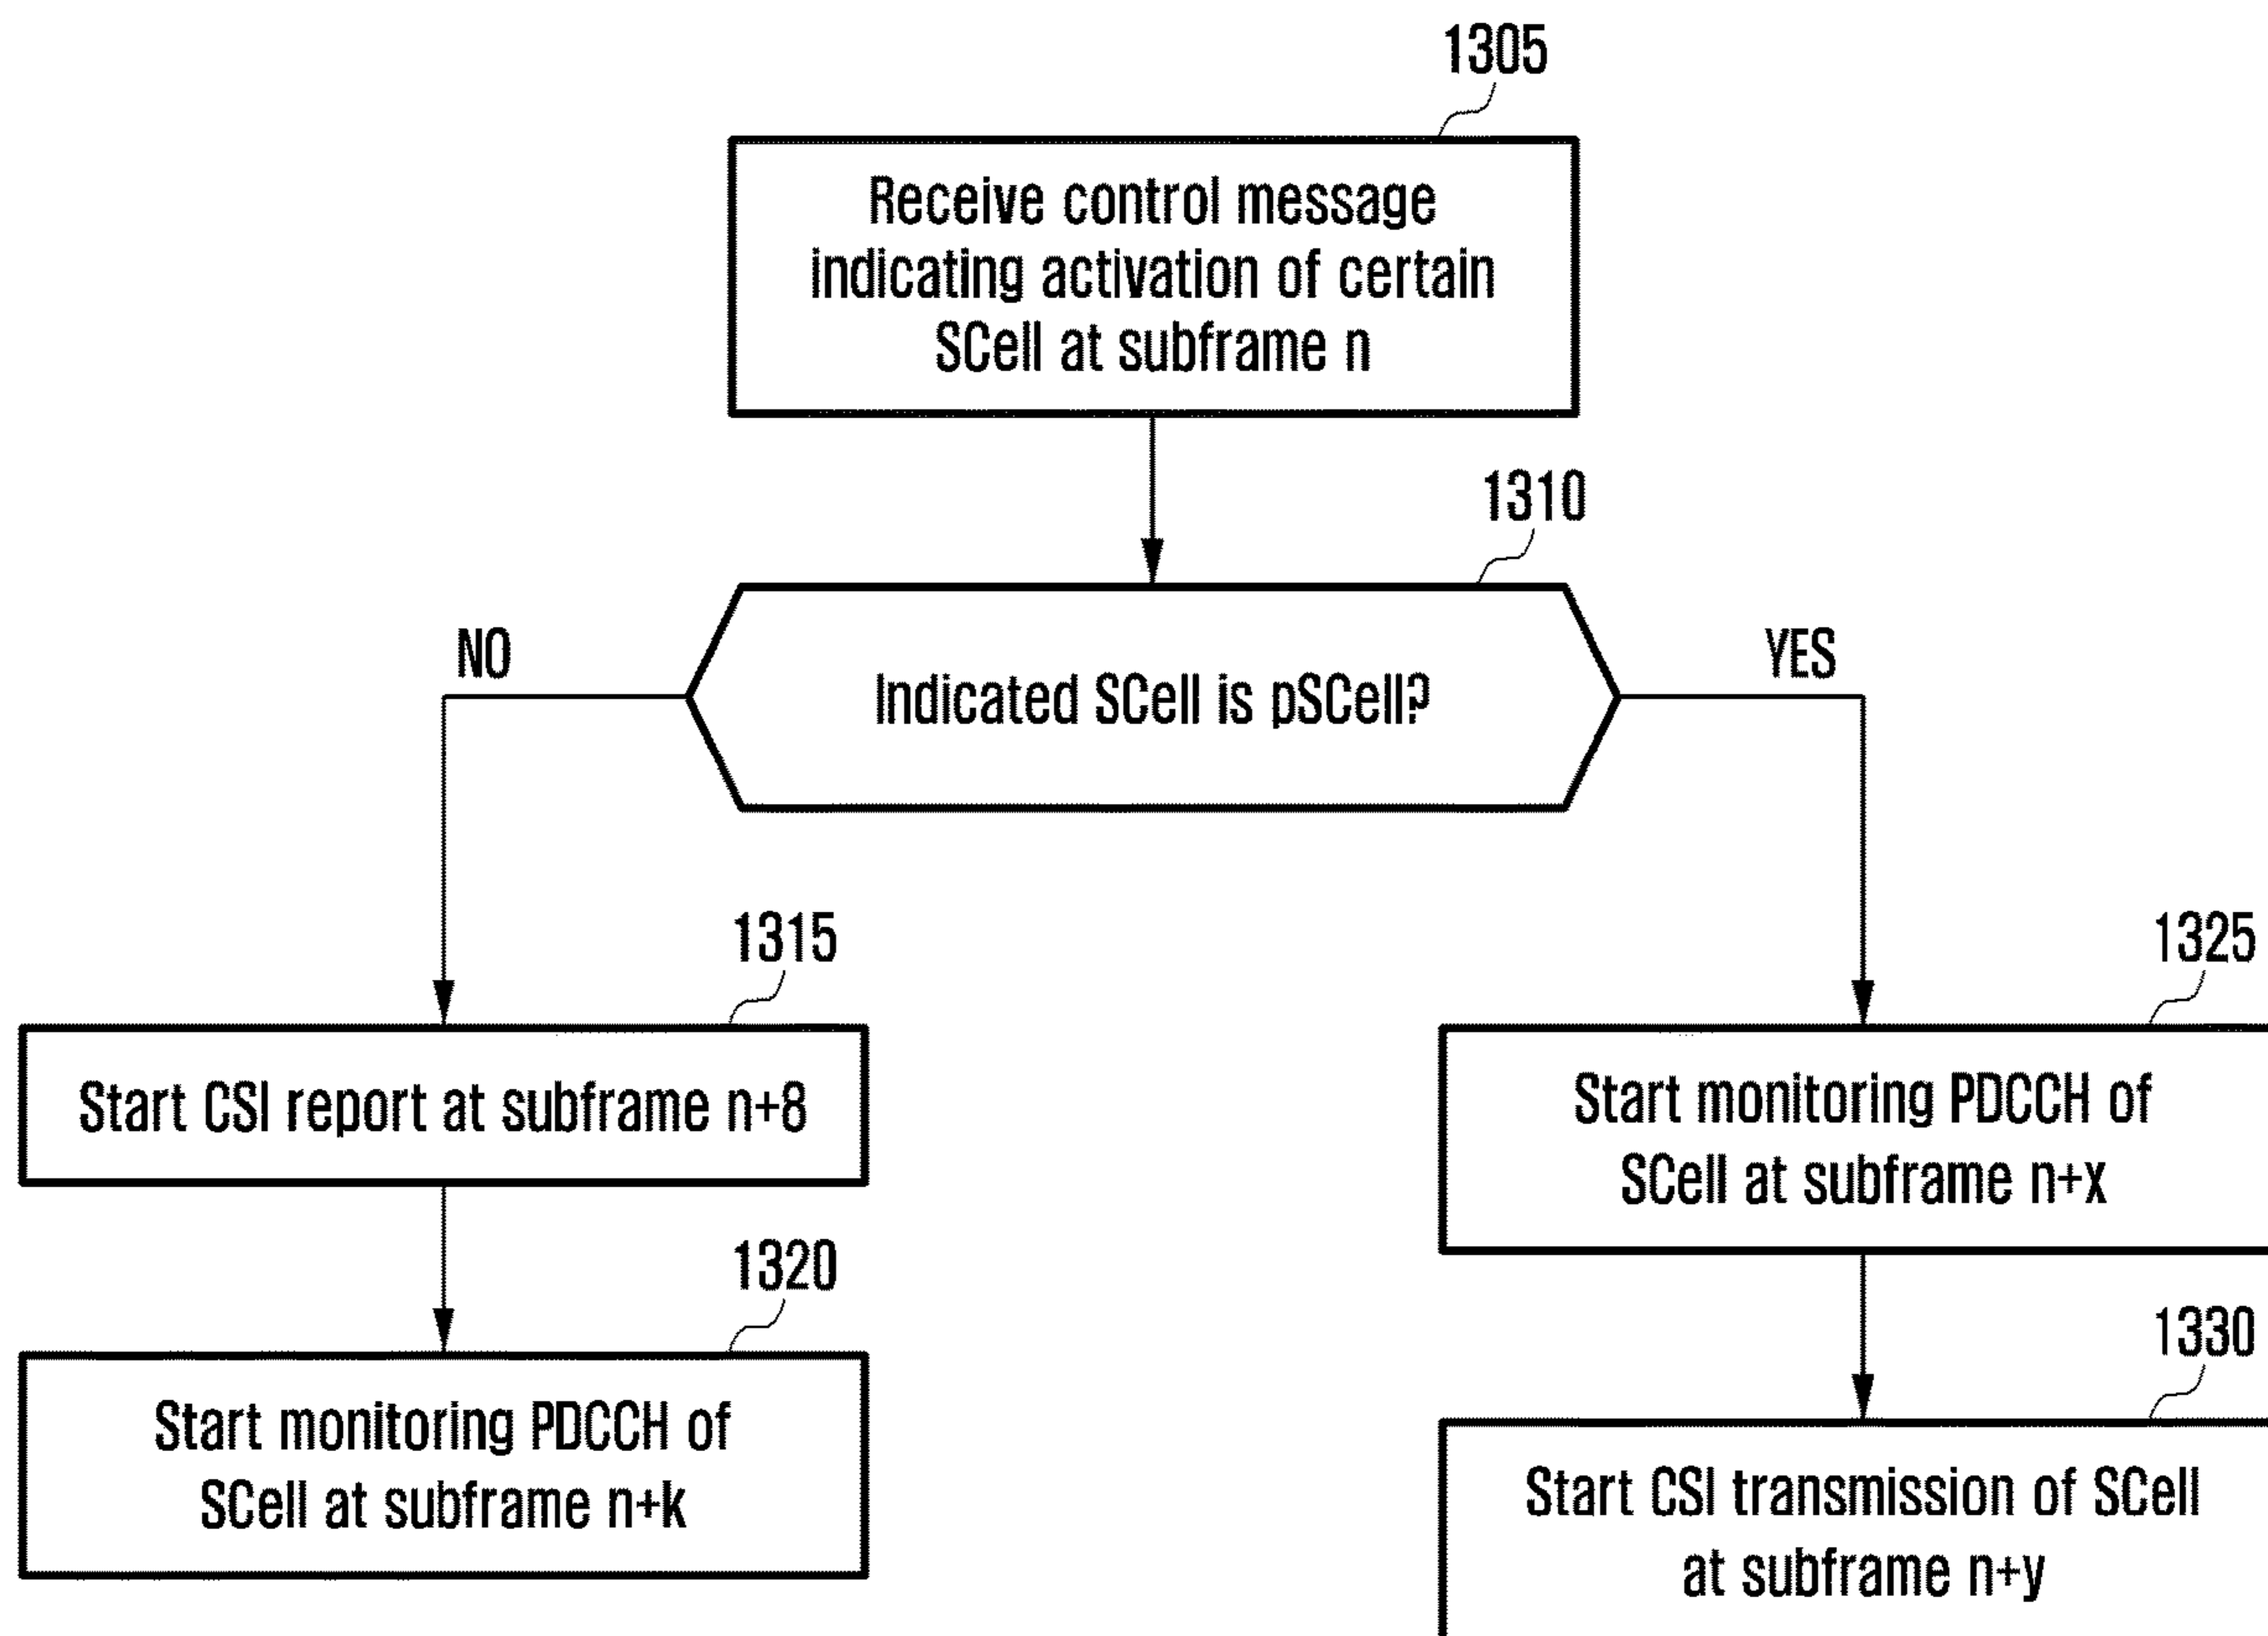 1305
Receive control message
indicating activation of certain
SCell at subframe n
1310
Indicated SCell is pSCell?
NO
YES
1315
Start CSI report at subframe n+8
1320
Start monitoring PDCCH of
SCell at subframe n+k
1325
Start monitoring PDCCH of
SCell at subframe n+x
1330
Start CSI transmission of SCell
at subframe n+y